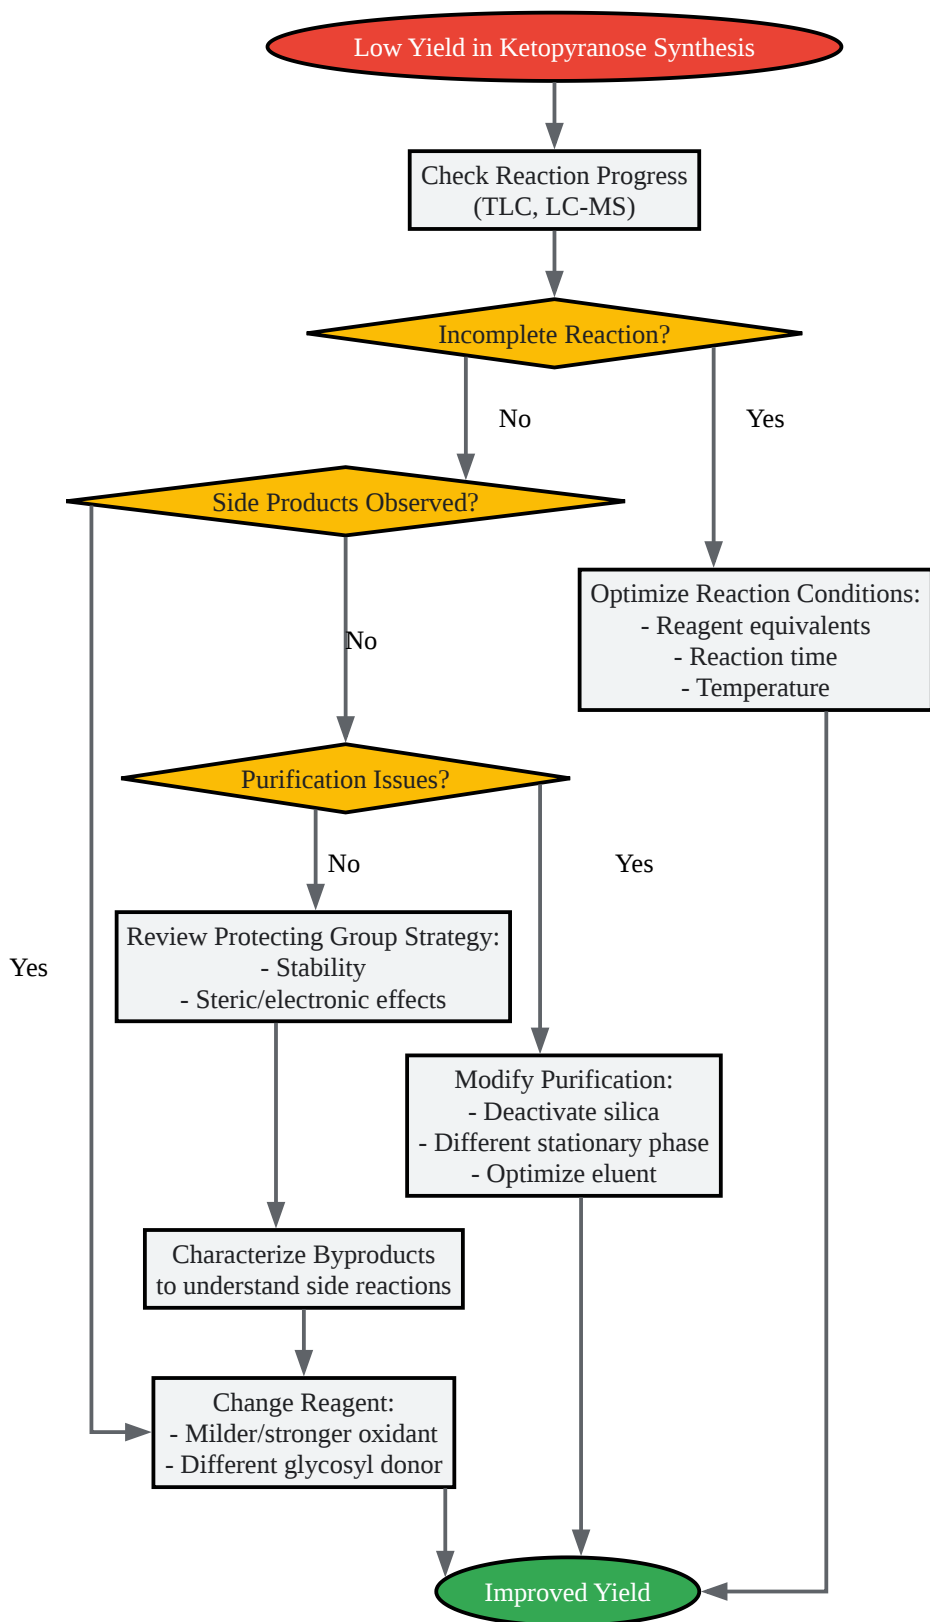 Low Yield in Ketopyranose Synthesis
Check Reaction Progress
(TLC, LC-MS)
Incomplete Reaction?
No
Yes
Side Products Observed?
Optimize Reaction Conditions:
- Reagent equivalents
- Reaction time
- Temperature
No
Purification Issues?
No
Yes
Review Protecting Group Strategy:
- Stability
- Steric/electronic effects
Yes
Modify Purification:
- Deactivate silica
- Different stationary phase
- Optimize eluent
Characterize Byproducts
to understand side reactions
Change Reagent:
- Milder/stronger oxidant
- Different glycosyl donor
Improved Yield